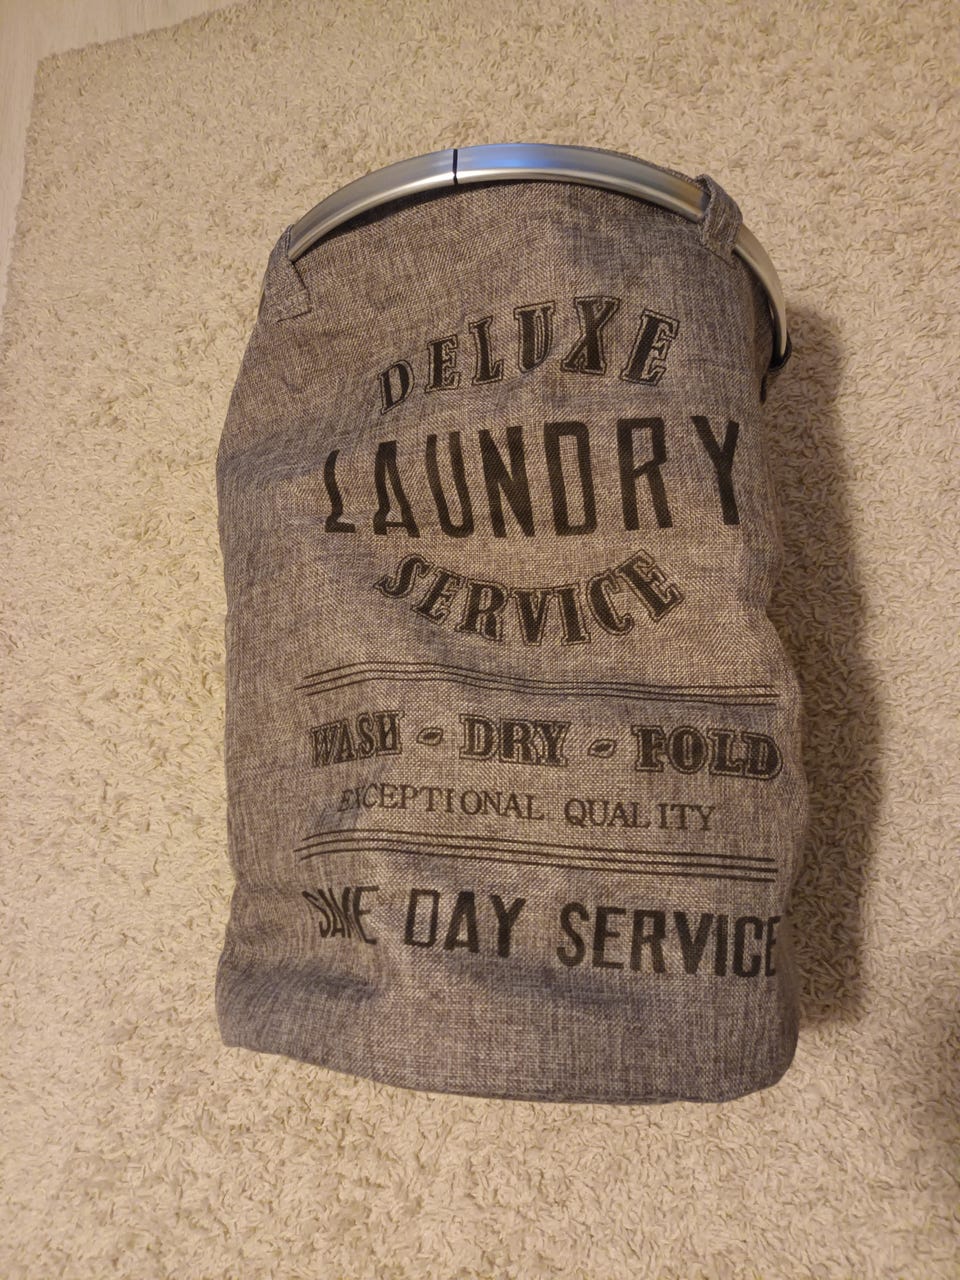 DELUXE
LAUNDRY
SERVICE
WASH - DRY - FOLD
EXCEPTIONAL QUALITY
SAME DAY SERVICE